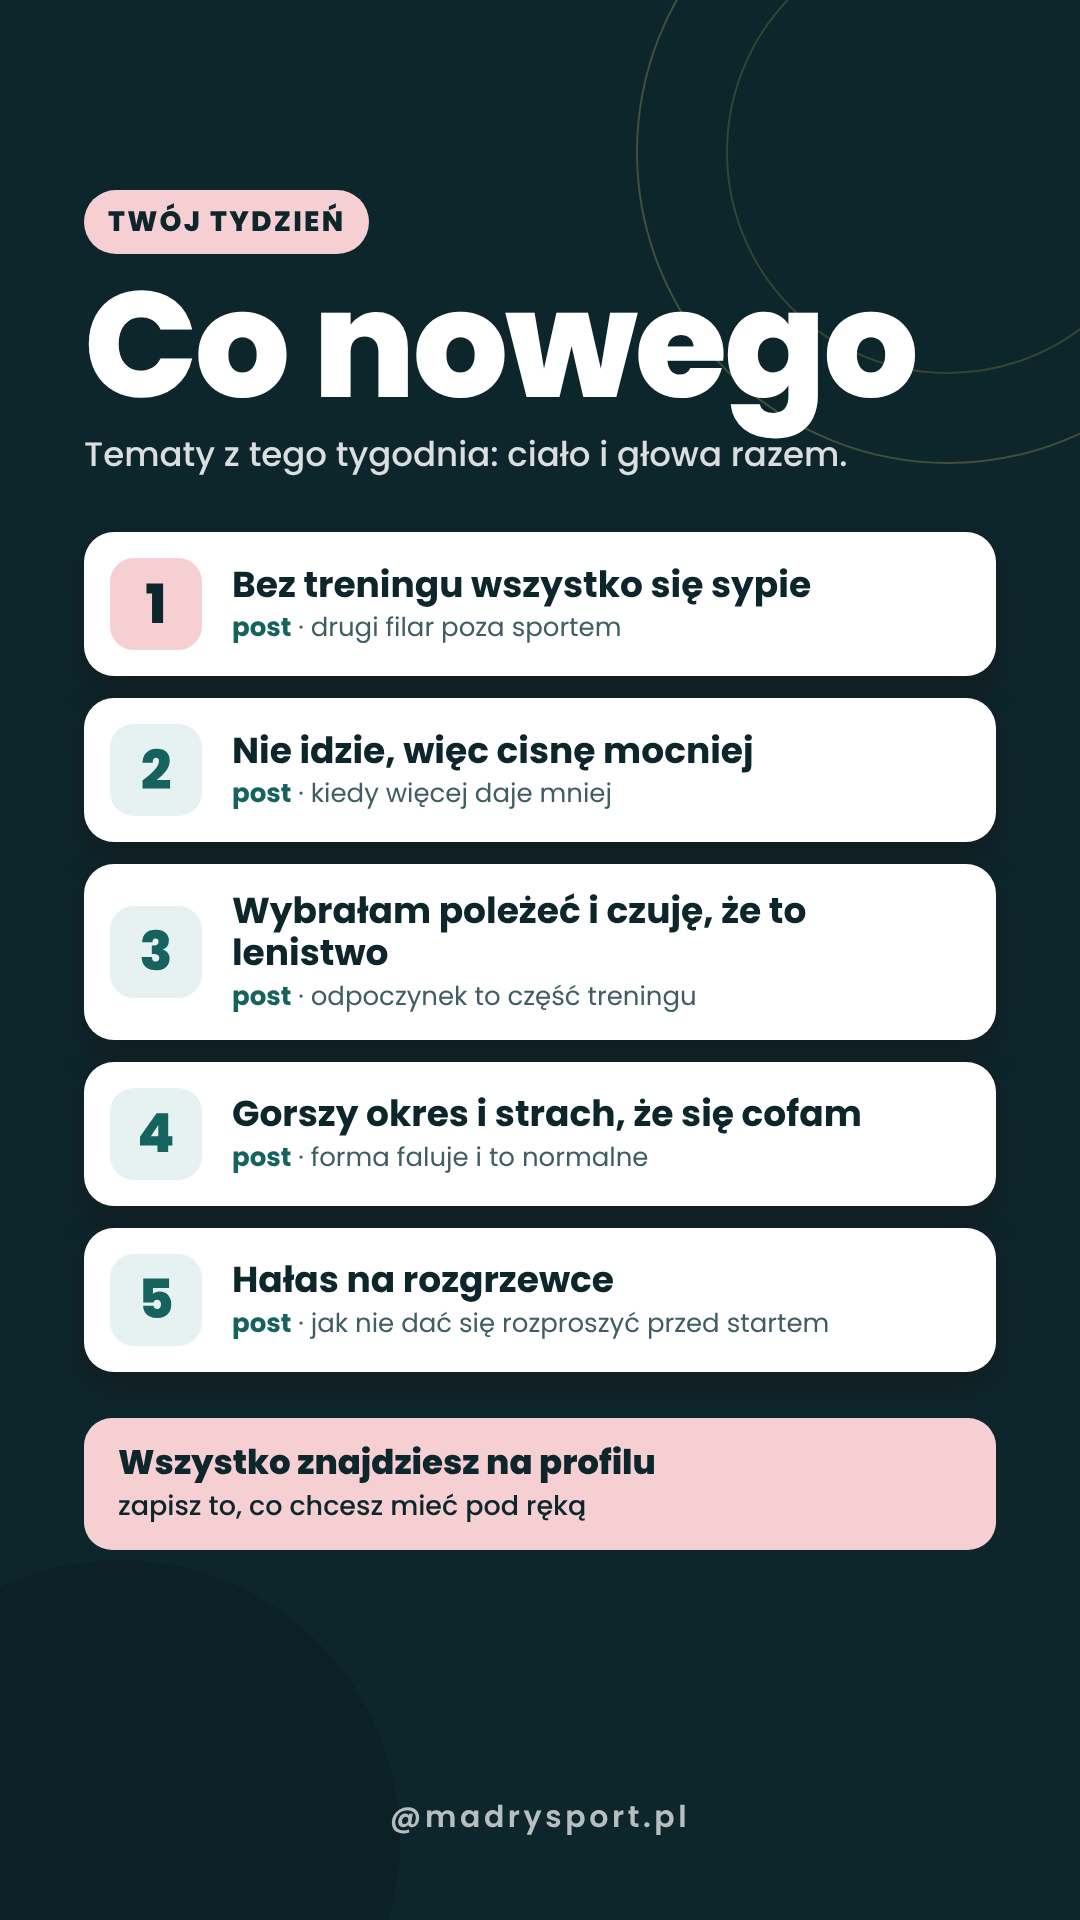 TWÓJ TYDZIEŃ
Co nowego
Tematy z tego tygodnia: ciało i głowa razem.
1
Bez treningu wszystko się sypie
post · drugi filar poza sportem
2
Nie idzie, więc cisnę mocniej
post · kiedy więcej daje mniej
3
Wybrałam poleżeć i czuję, że to
lenistwo
post · odpoczynek to część treningu
4
Gorszy okres i strach, że się cofam
post · forma faluje i to normalne
5
Hałas na rozgrzewce
post · jak nie dać się rozproszyć przed startem
Wszystko znajdziesz na profilu
zapisz to, co chcesz mieć pod ręką
@madrysport.pl